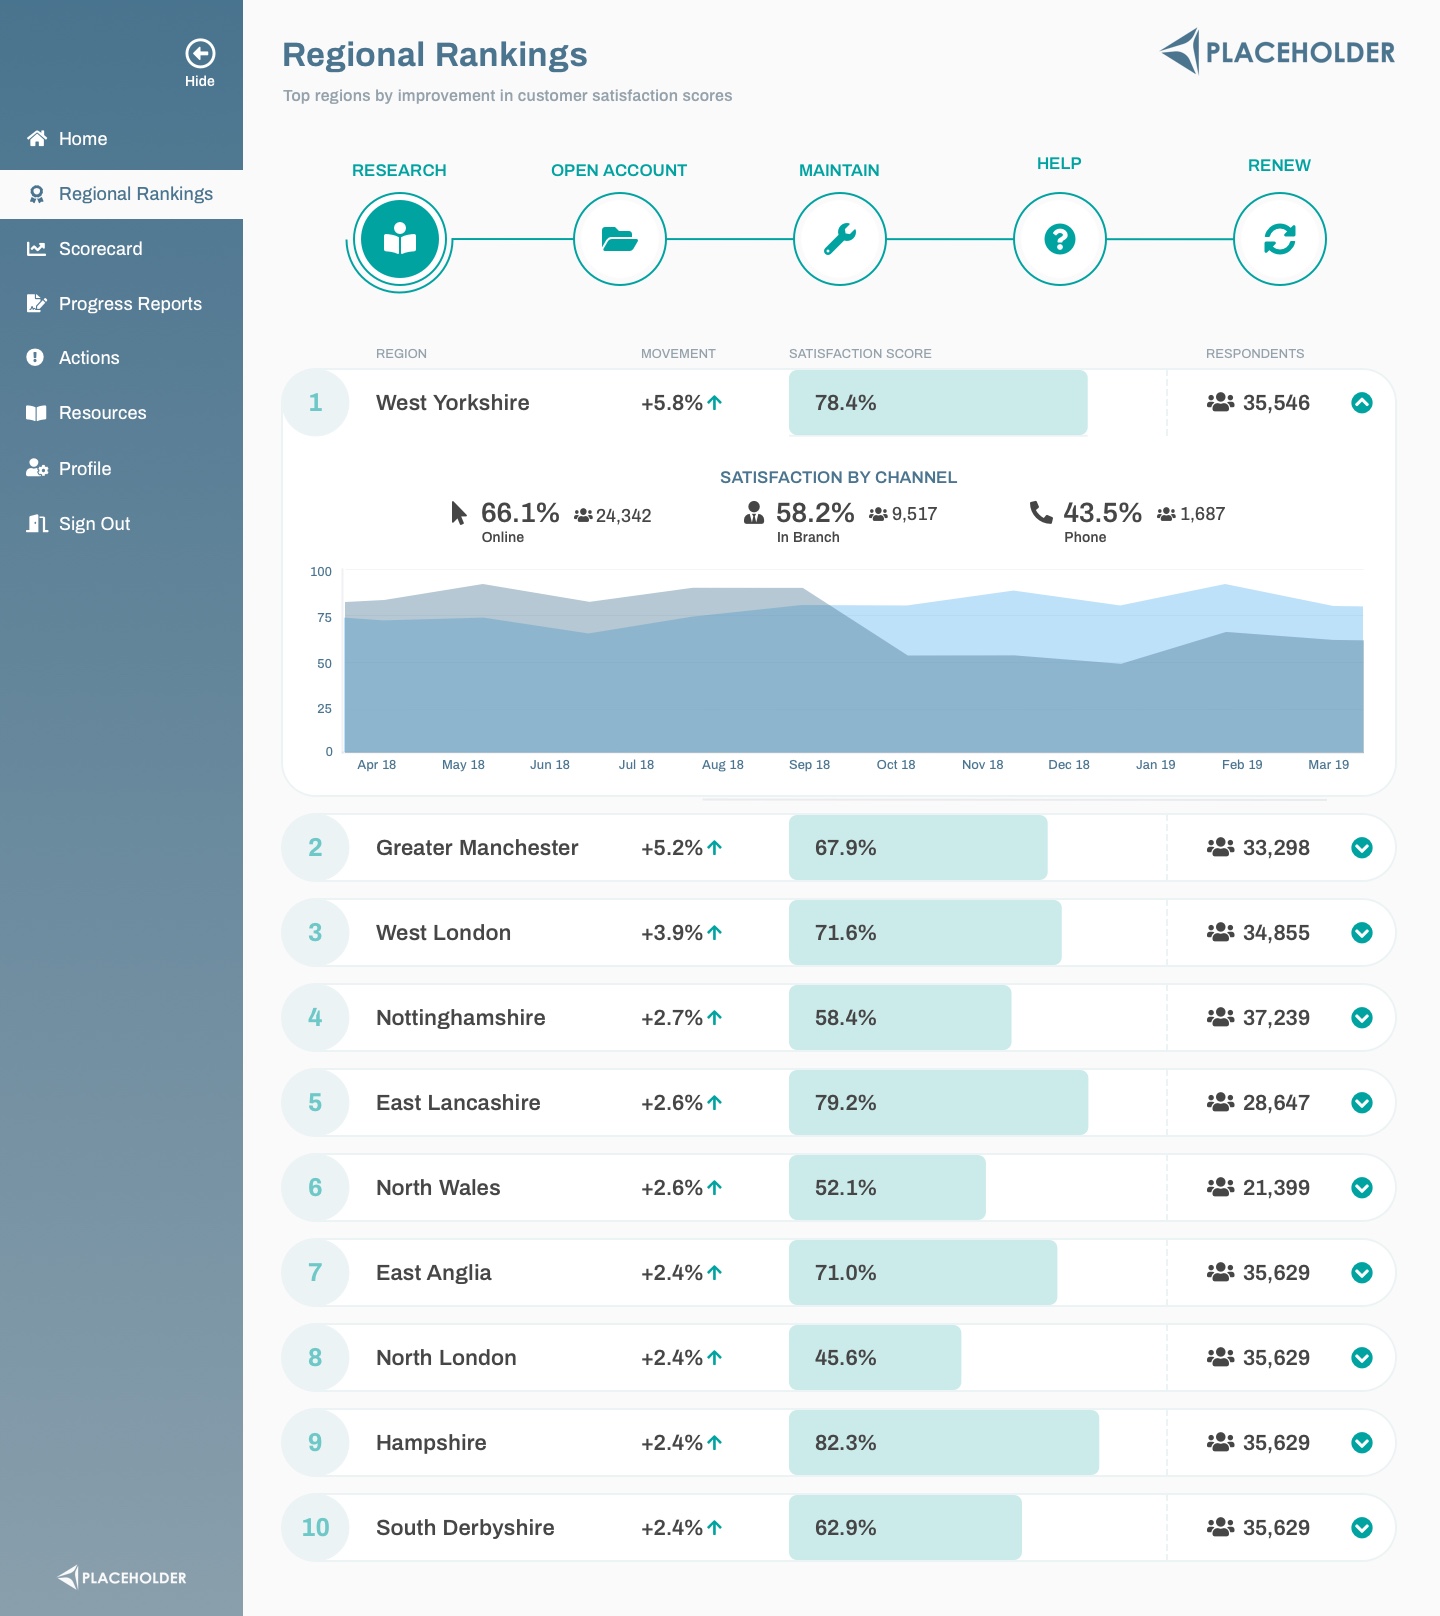 Hide
Home
Regional Rankings
Scorecard
Progress Reports
Actions
Resources
Profile
Sign Out
PLACEHOLDER
Regional Rankings
Top regions by improvement in customer satisfaction scores
PLACEHOLDER
RESEARCH OPEN ACCOUNT MAINTAIN HELP RENEW
REGION MOVEMENT SATISFACTION SCORE RESPONDENTS
1 West Yorkshire +5.8% 78.4% 35,546
SATISFACTION BY CHANNEL
66.1% 24,342 58.2% 9,517 43.5% 1,687
Online In Branch Phone
100
75
50
25
0
Apr 18 May 18 Jun 18 Jul 18 Aug 18 Sep 18 Oct 18 Nov 18 Dec 18 Jan 19 Feb 19 Mar 19
2 Greater Manchester +5.2% 67.9% 33,298
3 West London +3.9% 71.6% 34,855
4 Nottinghamshire +2.7% 58.4% 37,239
5 East Lancashire +2.6% 79.2% 28,647
6 North Wales +2.6% 52.1% 21,399
7 East Anglia +2.4% 71.0% 35,629
8 North London +2.4% 45.6% 35,629
9 Hampshire +2.4% 82.3% 35,629
10 South Derbyshire +2.4% 62.9% 35,629